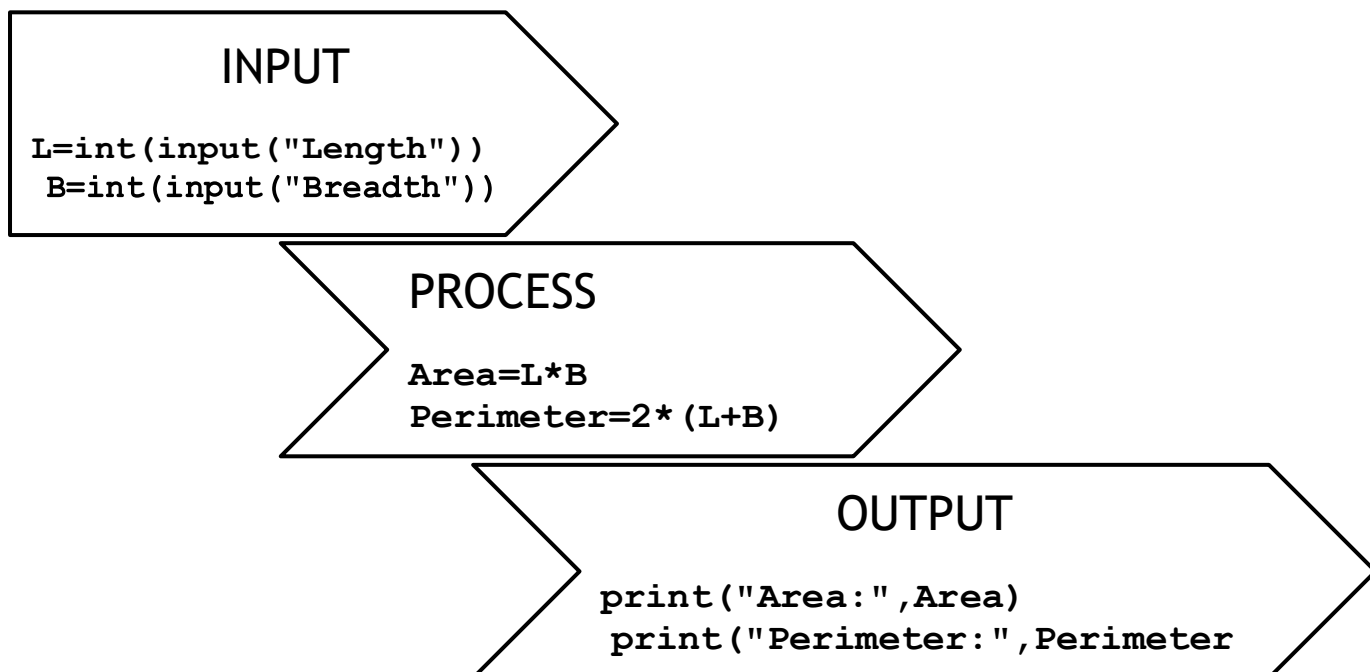 INPUT
L=int(input("Length"))
B=int(input("Breadth"))
PROCESS
Area=L*B
Perimeter=2*(L+B)
OUTPUT
print("Area:",Area)
print("Perimeter:",Perimeter